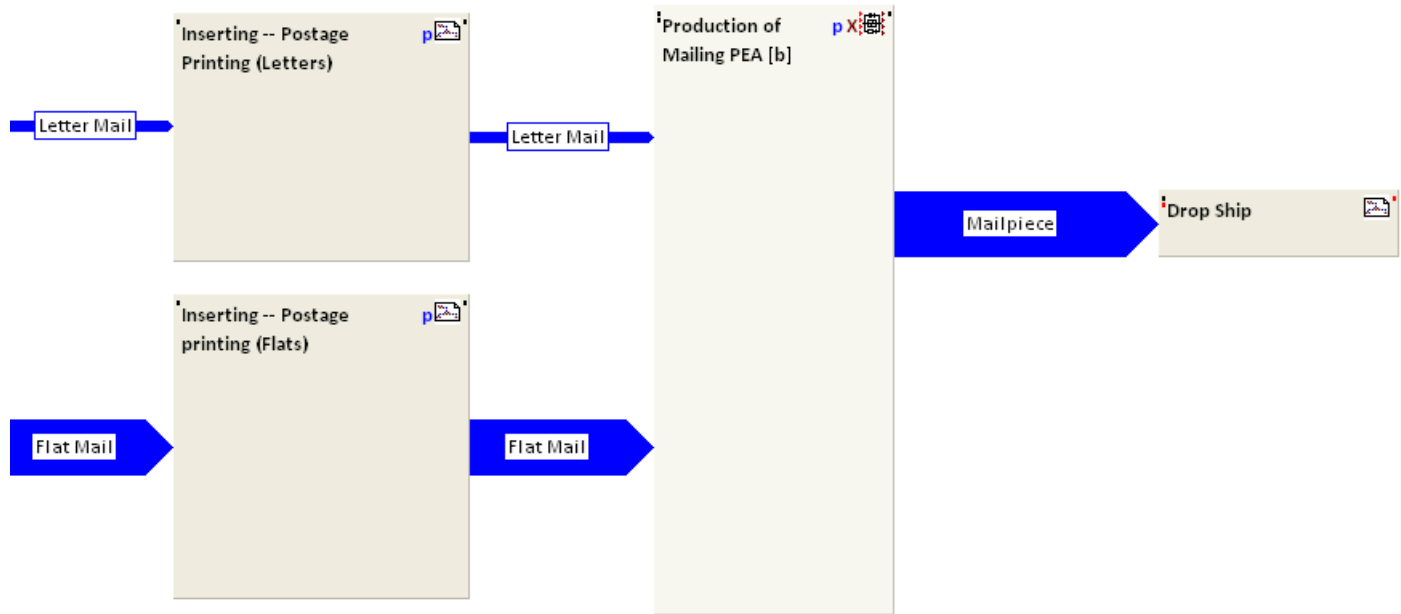 Inserting -- Postage
Printing (Letters)
p
Letter Mail
Letter Mail
Inserting -- Postage
printing (Flats)
p
Flat Mail
Flat Mail
Production of
Mailing PEA [b]
p X
Mailpiece
Drop Ship